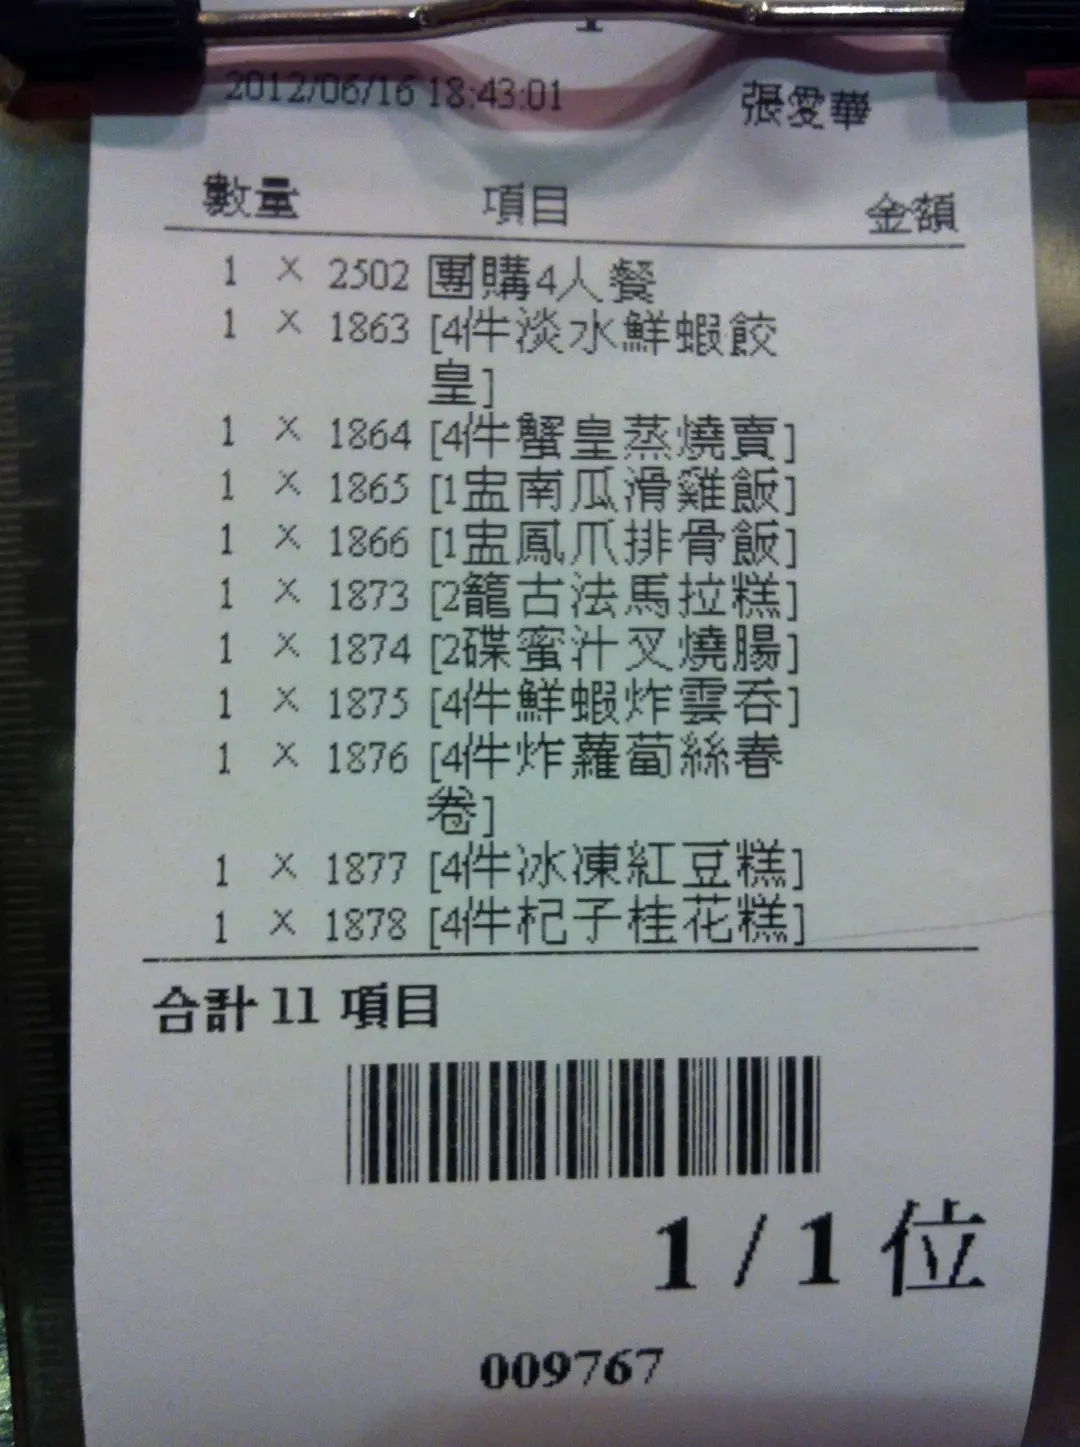 2012/06/16 18:43:01 張愛華
數量 項目 金額
1 × 2502 團購4人餐
1 × 1863 [4件淡水鮮蝦餃
皇]
1 × 1864 [4件蟹皇蒸燒賣]
1 × 1865 [1盅南瓜滑雞飯]
1 × 1866 [1盅鳳爪排骨飯]
1 × 1873 [2籠古法馬拉糕]
1 × 1874 [2碟蜜汁叉燒腸]
1 × 1875 [4件鮮蝦炸雲吞]
1 × 1876 [4件炸蘿蔔絲春
卷]
1 × 1877 [4件冰凍紅豆糕]
1 × 1878 [4件杞子桂花糕]
合計 11 項目
1 / 1 位
009767